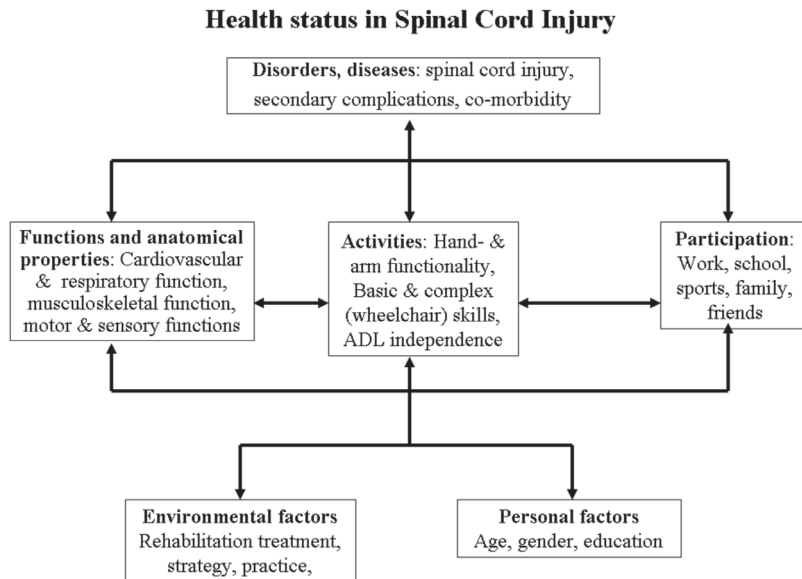 Health status in Spinal Cord Injury
Disorders, diseases: spinal cord injury,
secondary complications, co-morbidity
Functions and anatomical
properties: Cardiovascular
& respiratory function,
musculoskeletal function,
motor & sensory functions
Activities: Hand- &
arm functionality,
Basic & complex
(wheelchair) skills,
ADL independence
Participation:
Work, school,
sports, family,
friends
Environmental factors
Rehabilitation treatment,
strategy, practice,
Personal factors
Age, gender, education